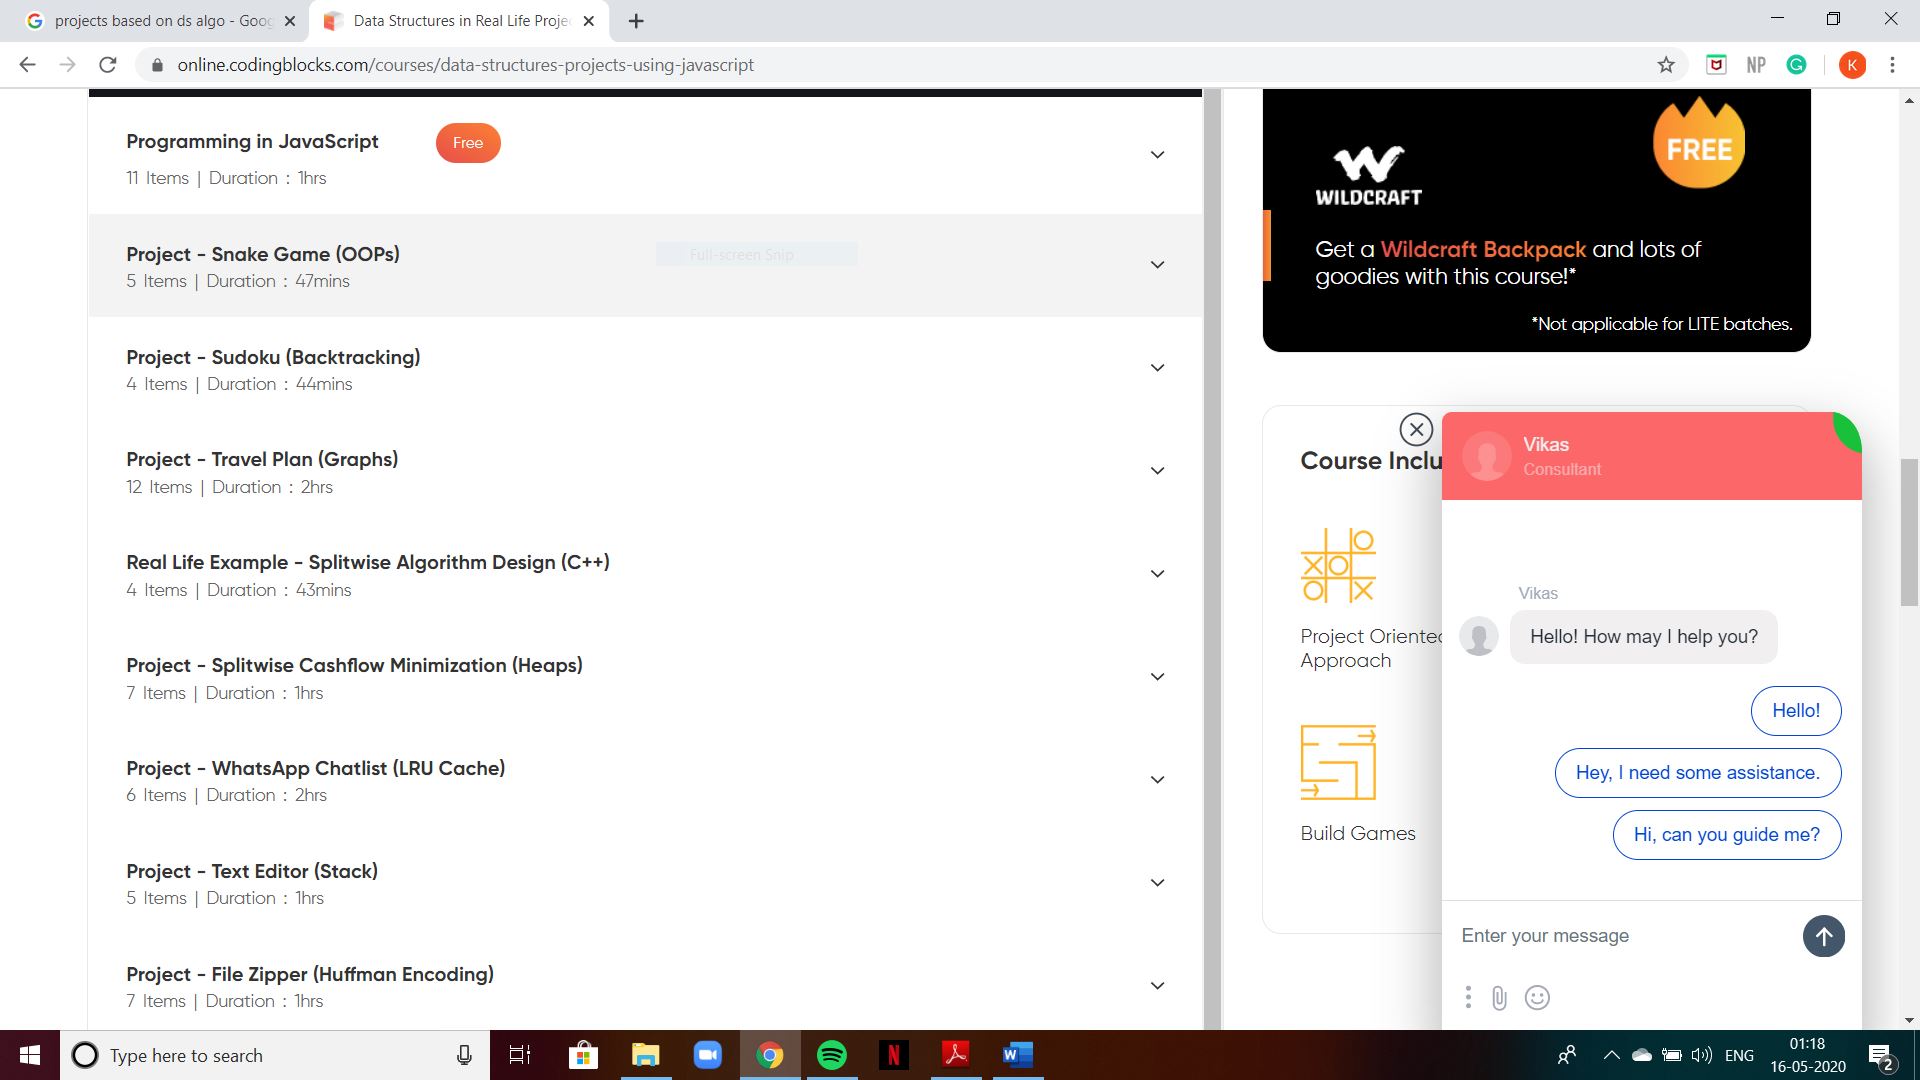 projects based on ds algo - Goog
Data Structures in Real Life Proje
online.codingblocks.com/courses/data-structures-projects-using-javascript
NP
G
K
Programming in JavaScript
Free
11 Items | Duration : 1hrs
Project - Snake Game (OOPs)
Full-screen Snip
5 Items | Duration : 47mins
Project - Sudoku (Backtracking)
4 Items | Duration : 44mins
Project - Travel Plan (Graphs)
12 Items | Duration : 2hrs
Real Life Example - Splitwise Algorithm Design (C++)
4 Items | Duration : 43mins
Project - Splitwise Cashflow Minimization (Heaps)
7 Items | Duration : 1hrs
Project - WhatsApp Chatlist (LRU Cache)
6 Items | Duration : 2hrs
Project - Text Editor (Stack)
5 Items | Duration : 1hrs
Project - File Zipper (Huffman Encoding)
7 Items | Duration : 1hrs
WILDCRAFT
FREE
Get a Wildcraft Backpack and lots of
goodies with this course!*
*Not applicable for LITE batches.
Course Inclu
Project Oriented
Approach
Build Games
Vikas
Consultant
Vikas
Hello! How may I help you?
Hello!
Hey, I need some assistance.
Hi, can you guide me?
Enter your message
Type here to search
N
W
ENG
01:18
16-05-2020
2